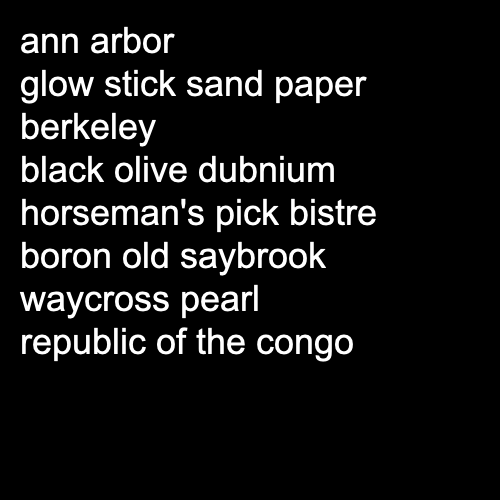 ann arbor
glow stick sand paper
berkeley
black olive dubnium
horseman's pick bistre
boron old saybrook
waycross pearl
republic of the congo